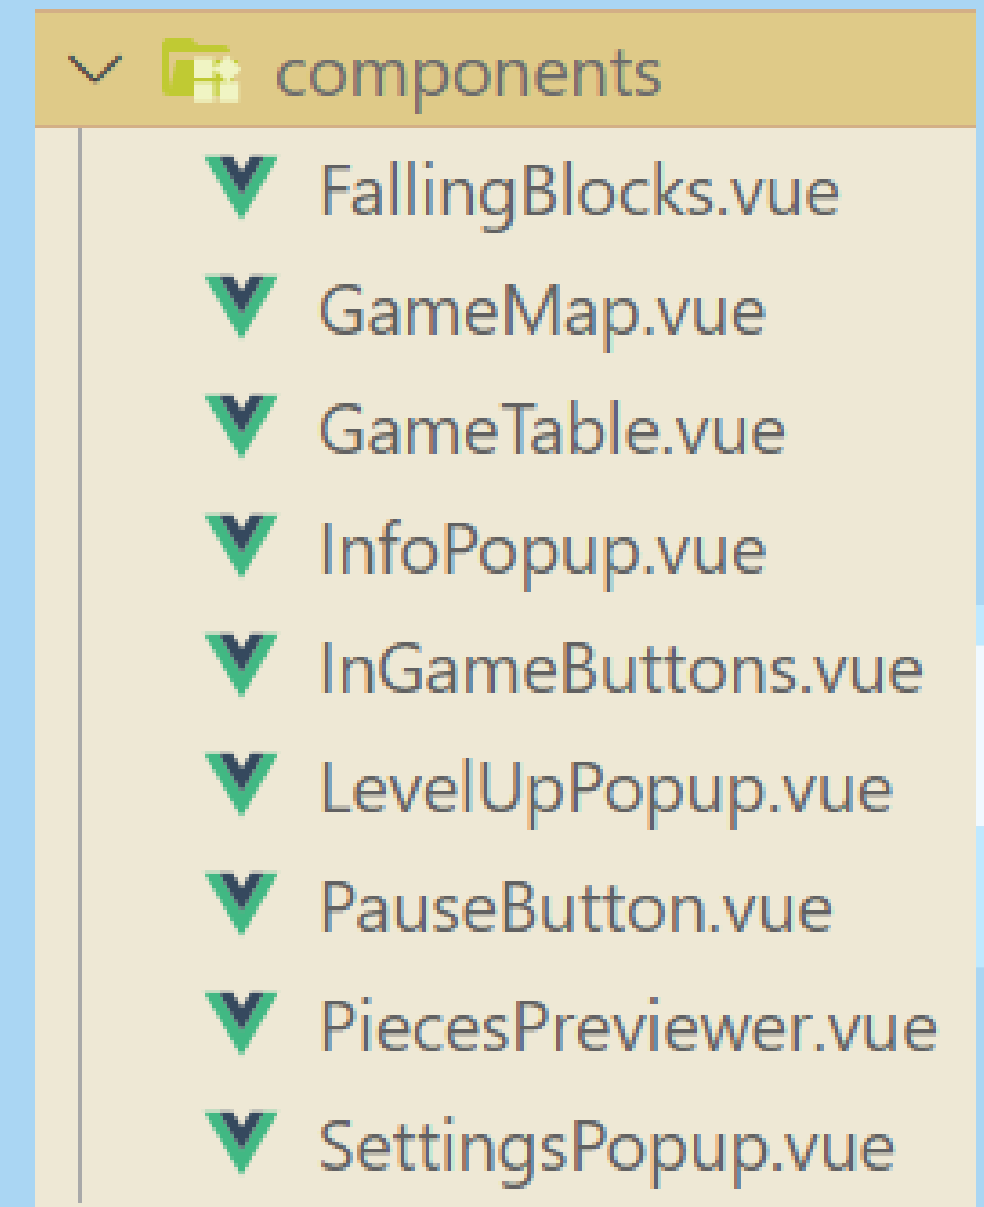 components
FallingBlocks.vue
GameMap.vue
GameTable.vue
InfoPopup.vue
InGameButtons.vue
LevelUpPopup.vue
PauseButton.vue
PiecesPreviewer.vue
SettingsPopup.vue